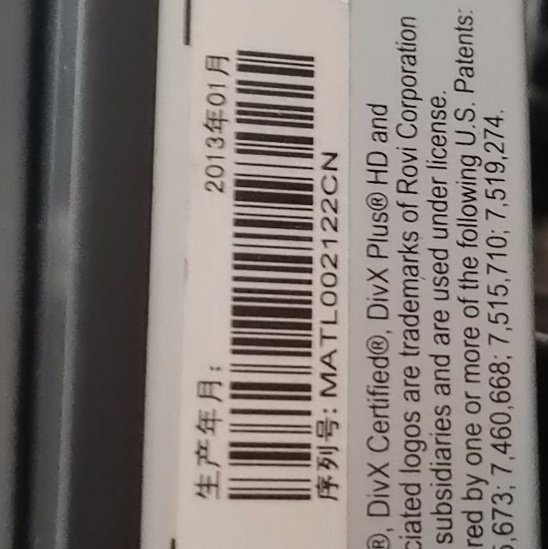 生产年月: 2013年01月
序列号: MATL002122CN
®, DivX Certified®, DivX Plus® HD and
ciated logos are trademarks of Rovi Corporation
subsidiaries and are used under license.
red by one or more of the following U.S. Patents:
,673; 7,460,668; 7,515,710; 7,519,274,